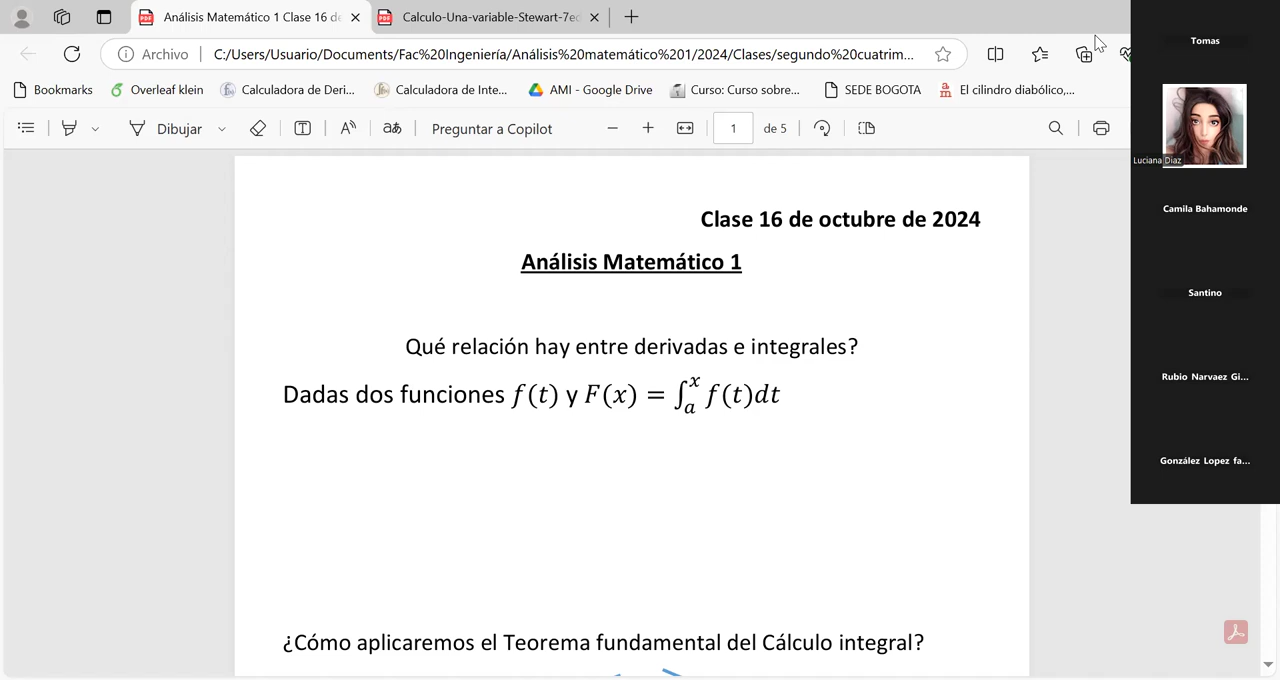 Análisis Matemático 1 Clase 16 de
Calculo-Una-variable-Stewart-7ed
Archivo
C:/Users/Usuario/Documents/Fac%20Ingenieria/Análisis%20matemático%201/2024/Clases/segundo%20cuatrim...
Bookmarks
Overleaf klein
Calculadora de Deri...
Calculadora de Inte...
AMI - Google Drive
Curso: Curso sobre...
SEDE BOGOTA
El cilindro diabólico,...
Dibujar
Preguntar a Copilot
1
de 5
Clase 16 de octubre de 2024
Análisis Matemático 1
Qué relación hay entre derivadas e integrales?
Dadas dos funciones f(t) y F(x) = ∫ₐˣ f(t)dt
¿Cómo aplicaremos el Teorema fundamental del Cálculo integral?
Tomas
Luciana Diaz
Camila Bahamonde
Santino
Rubio Narvaez Gi...
González Lopez fa...